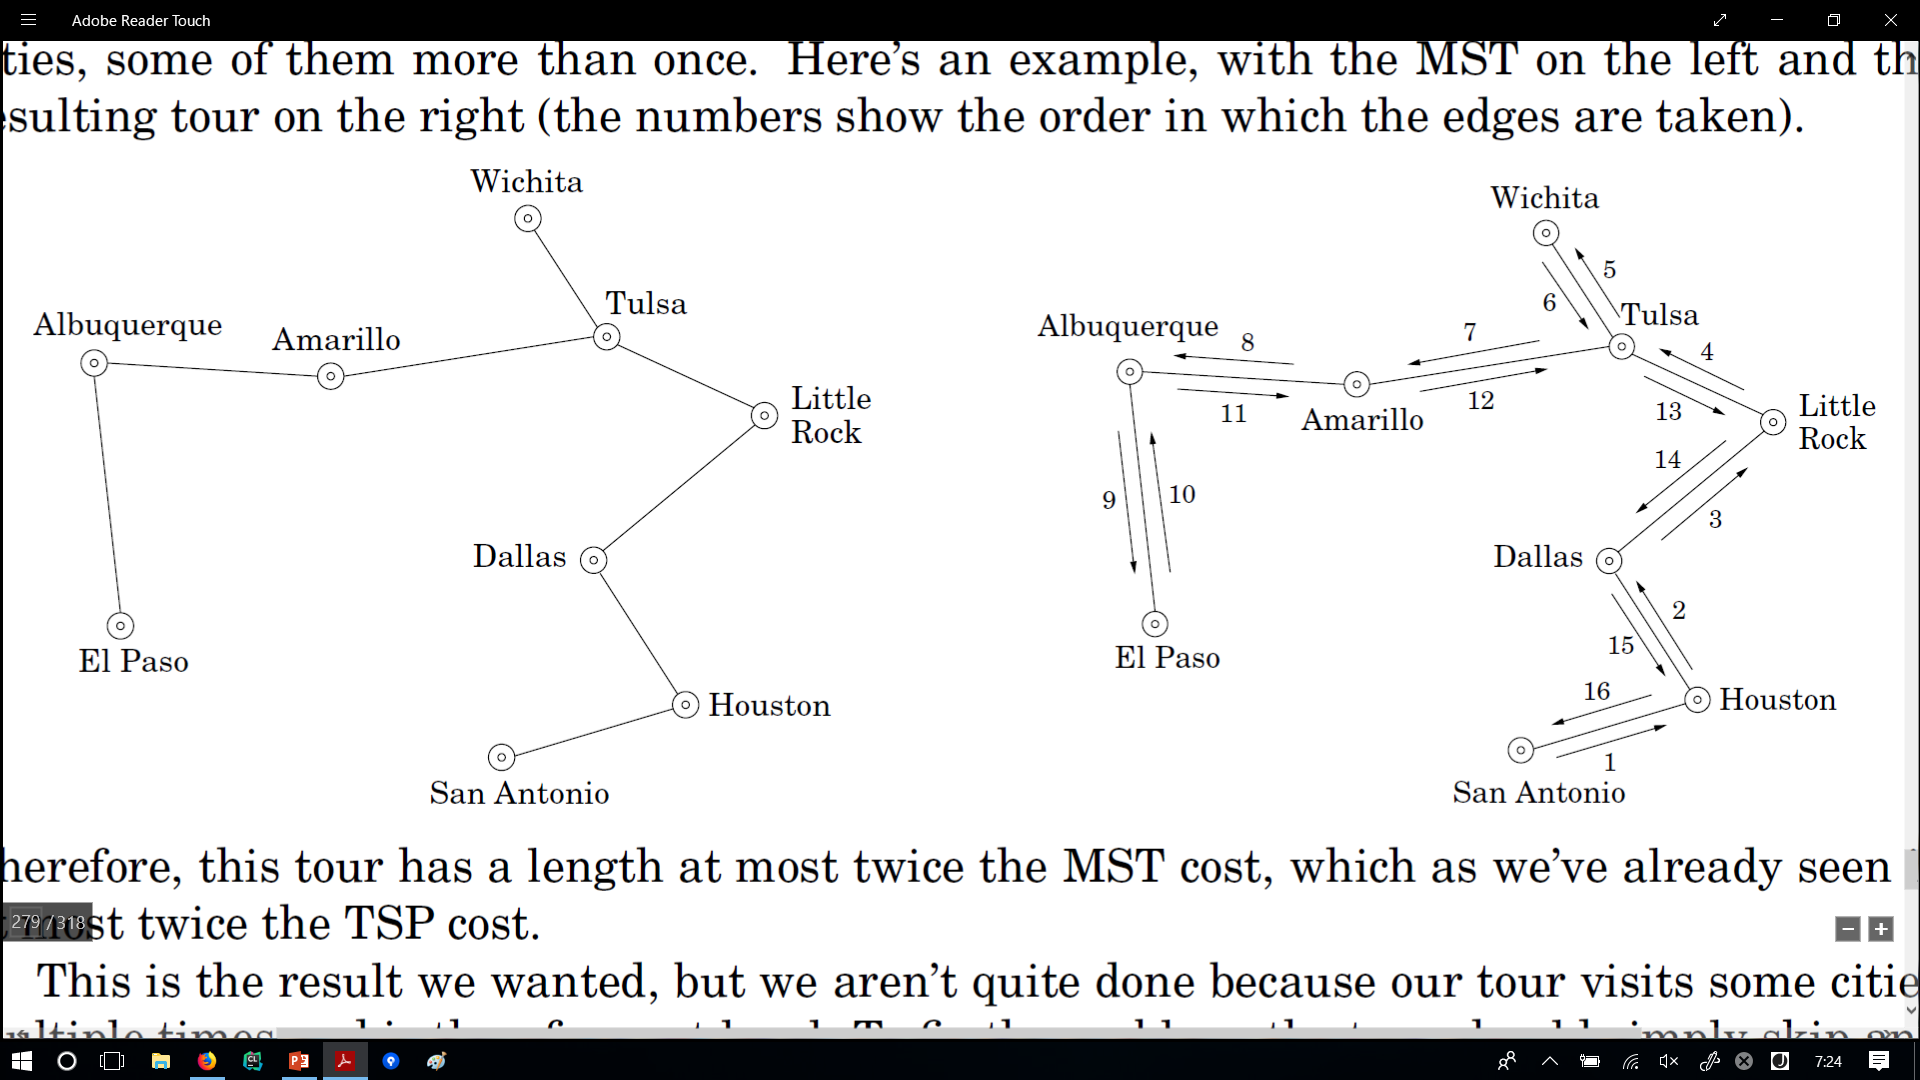 Adobe Reader Touch
ties, some of them more than once. Here's an example, with the MST on the left and th
esulting tour on the right (the numbers show the order in which the edges are taken).
Wichita
Tulsa
Albuquerque
Amarillo
Little
Rock
Dallas
El Paso
Houston
San Antonio
Wichita
5
6
Tulsa
Albuquerque
8
7
4
11
Amarillo
12
13
Little
Rock
14
9
10
3
Dallas
2
15
El Paso
16
Houston
1
San Antonio
herefore, this tour has a length at most twice the MST cost, which as we've already seen
279 / 318
most twice the TSP cost.
This is the result we wanted, but we aren't quite done because our tour visits some citie
7:24